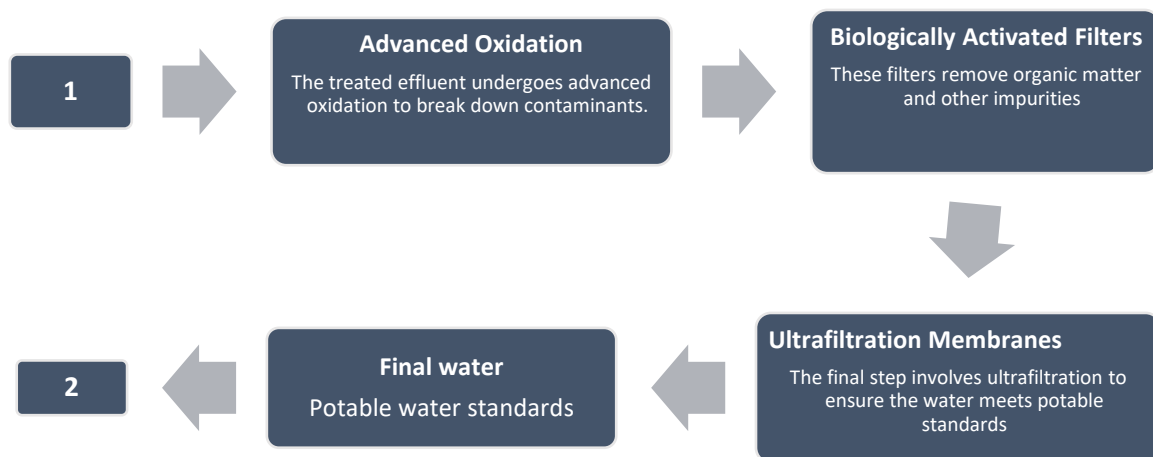 1
Advanced Oxidation
The treated effluent undergoes advanced
oxidation to break down contaminants.
Biologically Activated Filters
These filters remove organic matter
and other impurities
Ultrafiltration Membranes
The final step involves ultrafiltration to
ensure the water meets potable
standards
Final water
Potable water standards
2